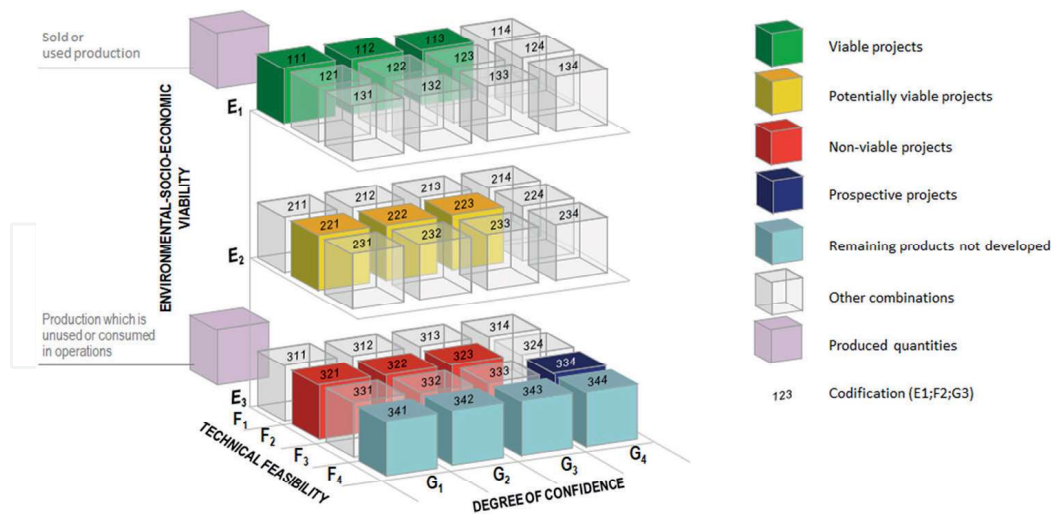 Sold or
used production
ENVIRONMENTAL-SOCIO-ECONOMIC
VIABILITY
E1
111
112
113
114
121
122
123
124
131
132
133
134
E2
211
212
213
214
221
222
223
224
231
232
233
234
Production which is
unused or consumed
in operations
E3
311
312
313
314
321
322
323
324
331
332
333
334
341
342
343
344
F1
F2
F3
F4
TECHNICAL FEASIBILITY
G1
G2
G3
G4
DEGREE OF CONFIDENCE
Viable projects
Potentially viable projects
Non-viable projects
Prospective projects
Remaining products not developed
Other combinations
Produced quantities
123 Codification (E1;F2;G3)